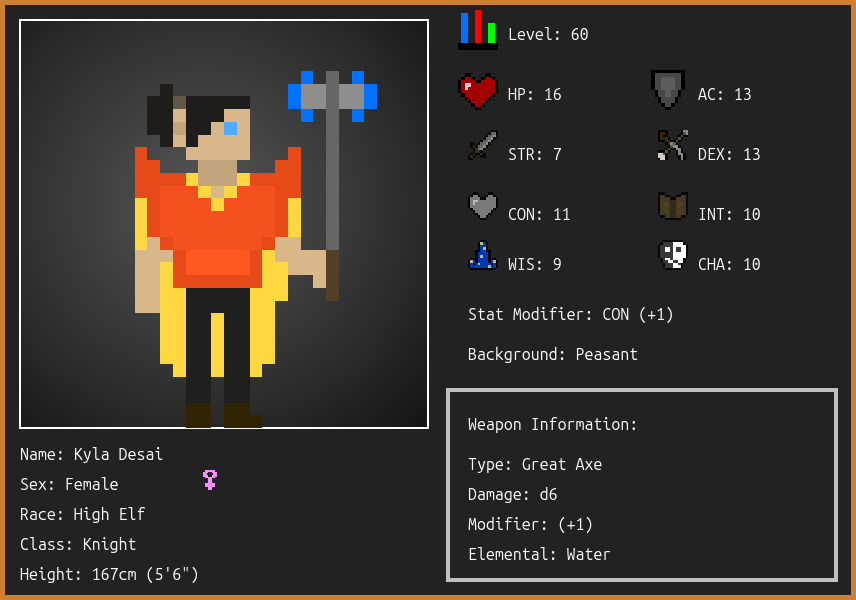 Level: 60
HP: 16
AC: 13
STR: 7
DEX: 13
CON: 11
INT: 10
WIS: 9
CHA: 10
Stat Modifier: CON (+1)
Background: Peasant
Weapon Information:
Type: Great Axe
Damage: d6
Modifier: (+1)
Elemental: Water
Name: Kyla Desai
Sex: Female
Race: High Elf
Class: Knight
Height: 167cm (5'6")